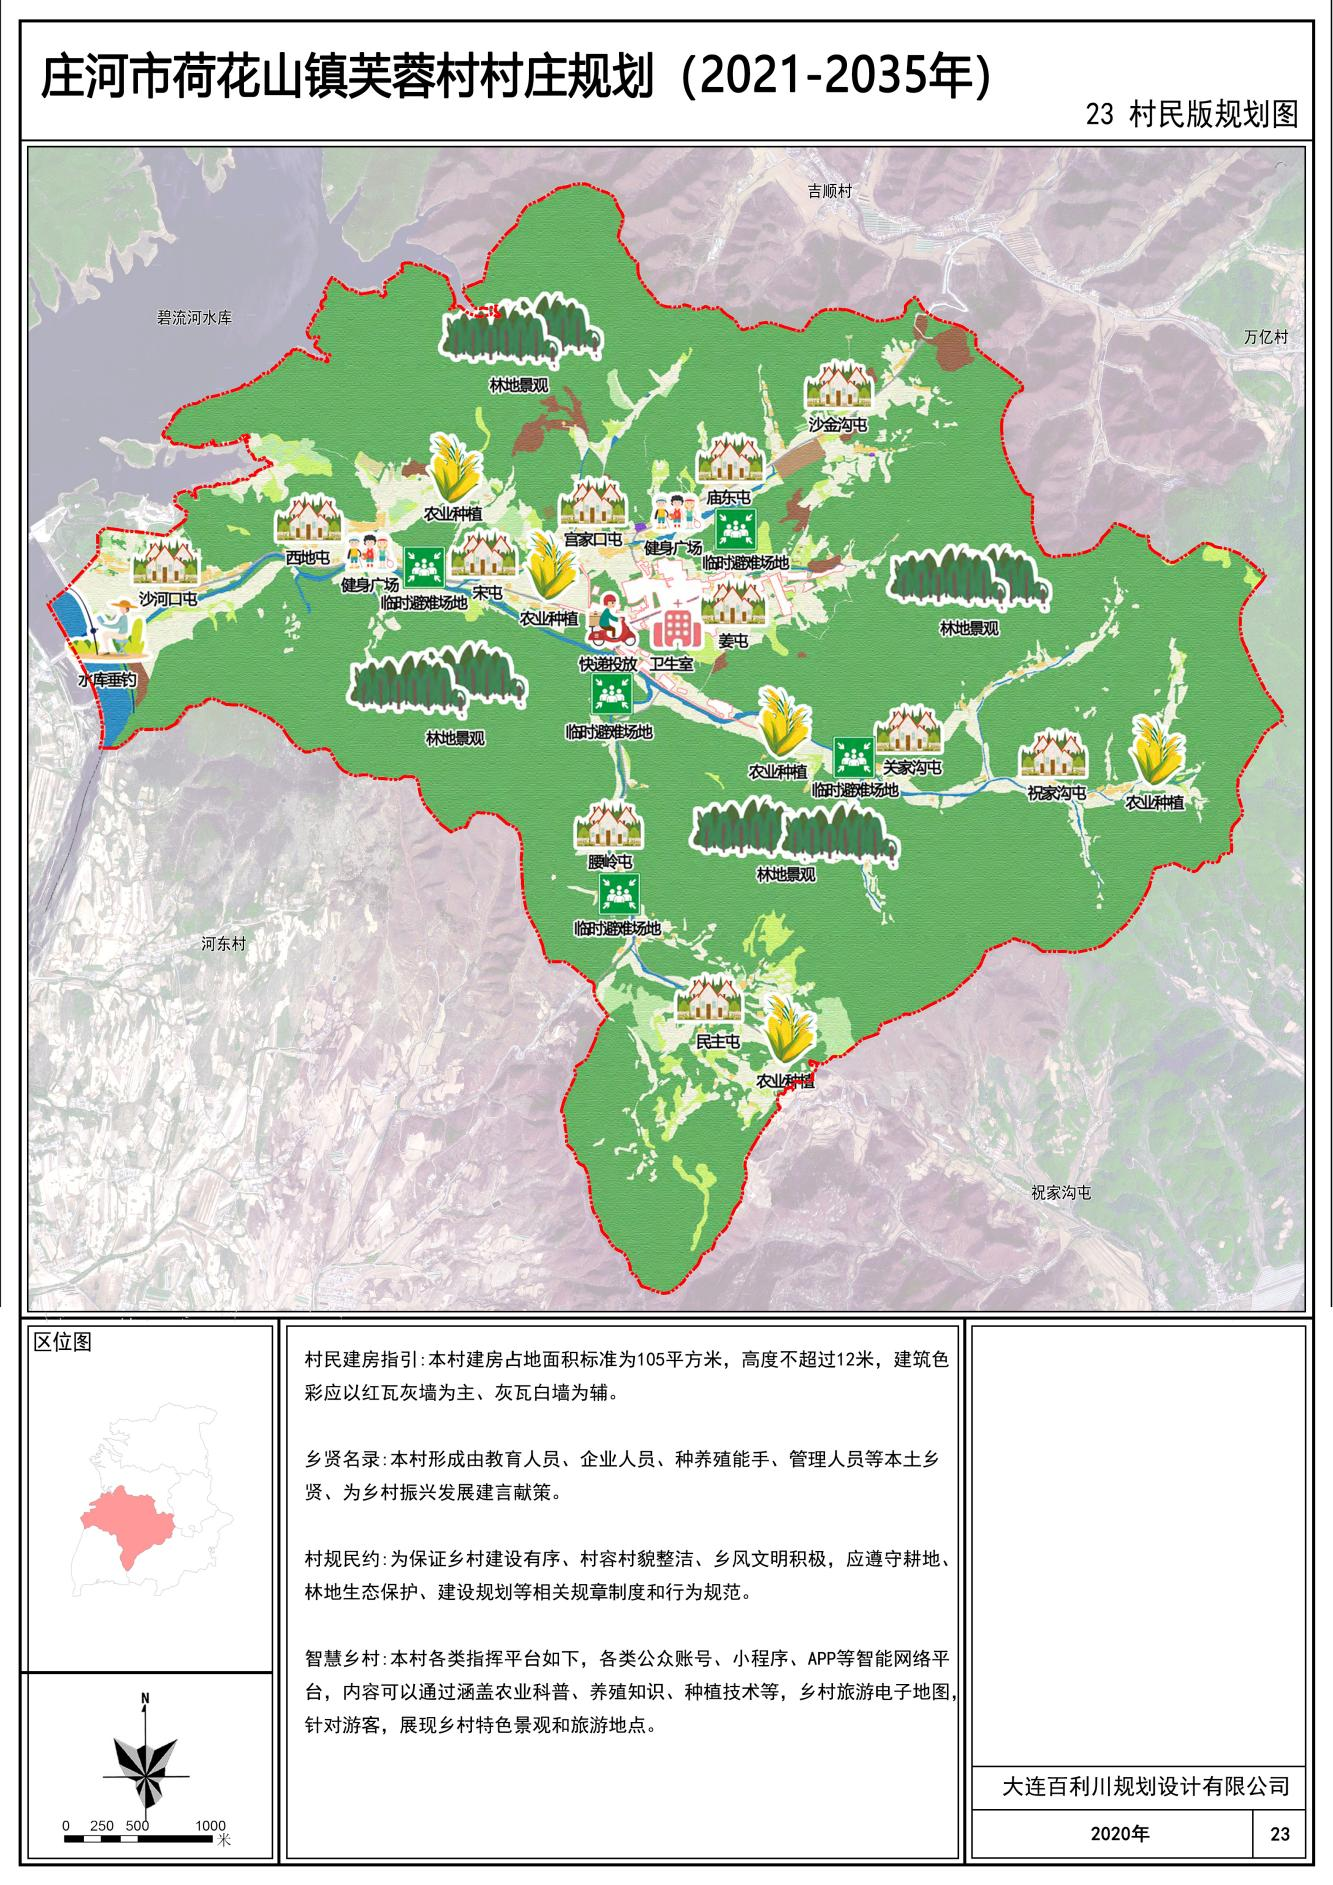 庄河市荷花山镇芙蓉村村庄规划（2021-2035年）
23 村民版规划图
吉顺村
碧流河水库
万亿村
林地景观
沙金沟屯
庙东屯
农业种植
宫家口屯
健身广场
西地屯
临时避难场地
健身广场
宋屯
沙河口屯
临时避难场地
农业种植
林地景观
姜屯
快递投放
卫生室
水库垂钓
临时避难场地
林地景观
农业种植
关家沟屯
临时避难场地
祝家沟屯
农业种植
腰岭屯
林地景观
临时避难场地
河东村
民主屯
农业种植
祝家沟屯
区位图
村民建房指引:本村建房占地面积标准为105平方米，高度不超过12米，建筑色
彩应以红瓦灰墙为主、灰瓦白墙为辅。
乡贤名录:本村形成由教育人员、企业人员、种养殖能手、管理人员等本土乡
贤、为乡村振兴发展建言献策。
村规民约:为保证乡村建设有序、村容村貌整洁、乡风文明积极，应遵守耕地、
林地生态保护、建设规划等相关规章制度和行为规范。
智慧乡村:本村各类指挥平台如下，各类公众账号、小程序、APP等智能网络平
台，内容可以通过涵盖农业科普、养殖知识、种植技术等，乡村旅游电子地图，
针对游客，展现乡村特色景观和旅游地点。
N
0 250 500 1000
米
大连百利川规划设计有限公司
2020年
23